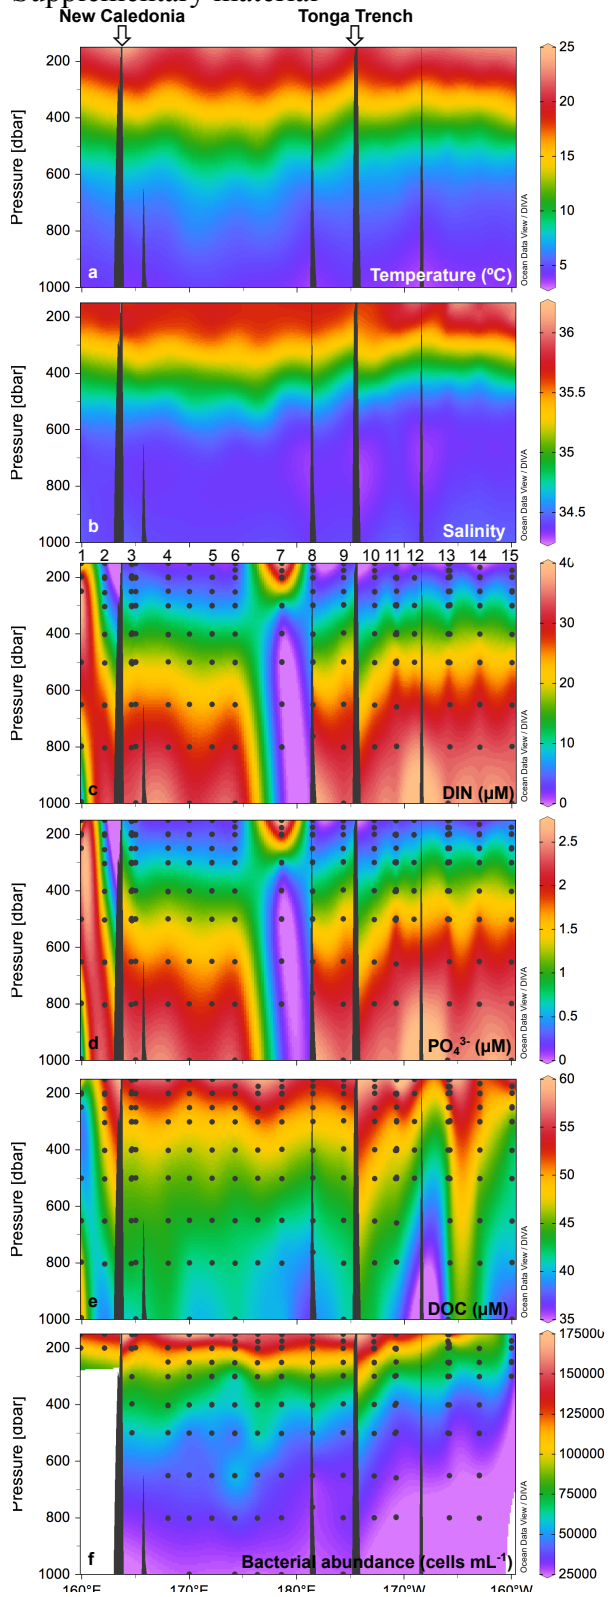 Supplementary material
New Caledonia Tonga Trench
200
400
600
800
1000
Pressure [dbar]
a
Temperature (ºC)
Ocean Data View / DIVA
25
20
15
10
5
200
400
600
800
1000
Pressure [dbar]
b
Salinity
Ocean Data View / DIVA
36
35.5
35
34.5
1 2 3 4 5 6 7 8 9 10 11 12 13 14 15
200
400
600
800
1000
Pressure [dbar]
c
DIN (µM)
Ocean Data View / DIVA
40
30
20
10
0
200
400
600
800
1000
Pressure [dbar]
d
PO₄³⁻ (µM)
Ocean Data View / DIVA
2.5
2
1.5
1
0.5
0
200
400
600
800
1000
Pressure [dbar]
e
DOC (µM)
Ocean Data View / DIVA
60
55
50
45
40
35
200
400
600
800
1000
Pressure [dbar]
f
Bacterial abundance (cells mL⁻¹)
Ocean Data View / DIVA
175000
150000
125000
100000
75000
50000
25000
160°E 170°E 180°E 170°W 160°W